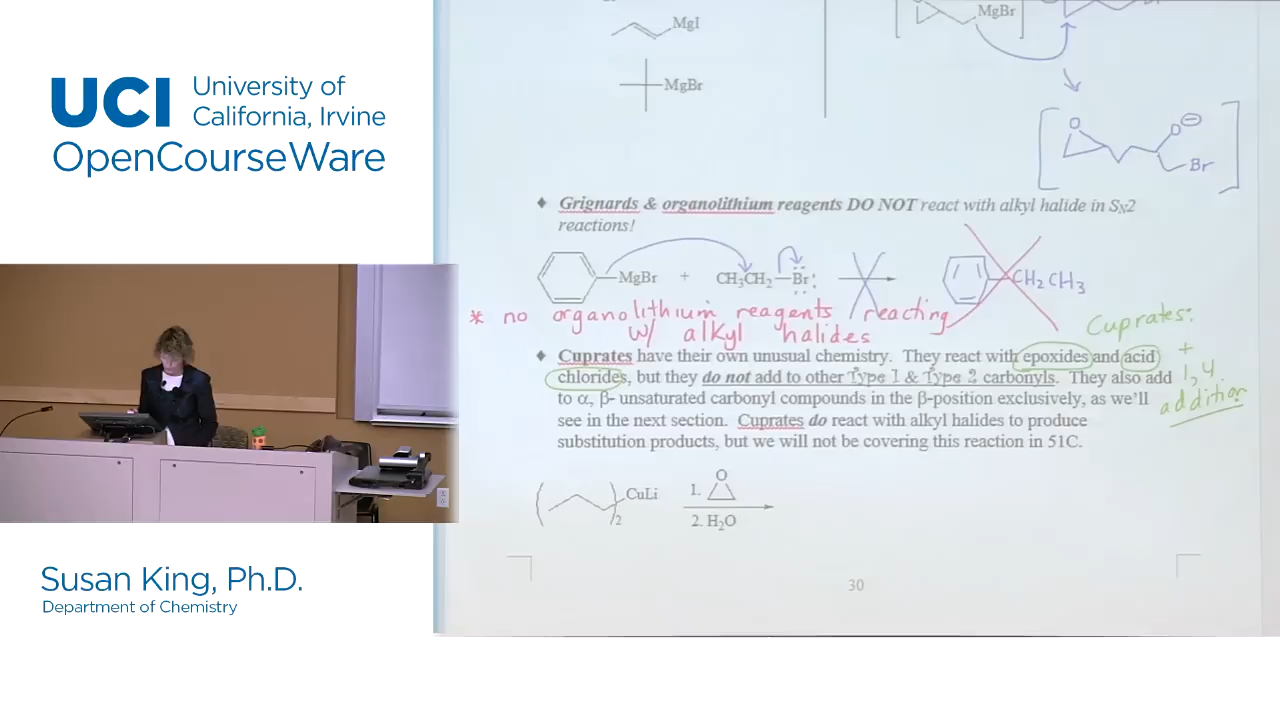 UCI University of
California, Irvine
OpenCourseWare
MgI
MgBr
MgBr
O
O
O ⊖
Br
♦ Grignards & organolithium reagents DO NOT react with alkyl halide in SN2
reactions!
MgBr + CH3CH2—Br: CH2CH3
* no organolithium reagents reacting
w/ alkyl halides
Cuprates:
+
1,4
addition
♦ Cuprates have their own unusual chemistry. They react with epoxides and acid
chlorides, but they do not add to other Type 1 & Type 2 carbonyls. They also add
to α, β- unsaturated carbonyl compounds in the β-position exclusively, as we'll
see in the next section. Cuprates do react with alkyl halides to produce
substitution products, but we will not be covering this reaction in 51C.
( )2 CuLi
1. O
2. H2O
30
Susan King, Ph.D.
Department of Chemistry